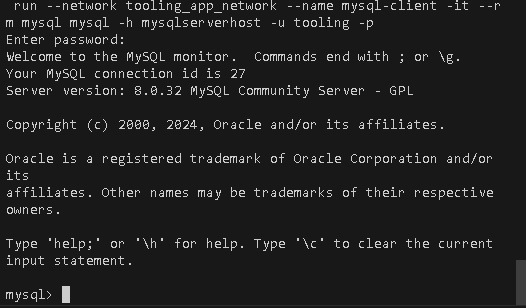 run --network tooling_app_network --name mysql-client -it --r
m mysql mysql -h mysqlserverhost -u tooling -p
Enter password:
Welcome to the MySQL monitor.  Commands end with ; or \g.
Your MySQL connection id is 27
Server version: 8.0.32 MySQL Community Server - GPL

Copyright (c) 2000, 2024, Oracle and/or its affiliates.

Oracle is a registered trademark of Oracle Corporation and/or
its
affiliates. Other names may be trademarks of their respective
owners.

Type 'help;' or '\h' for help. Type '\c' to clear the current
input statement.

mysql>